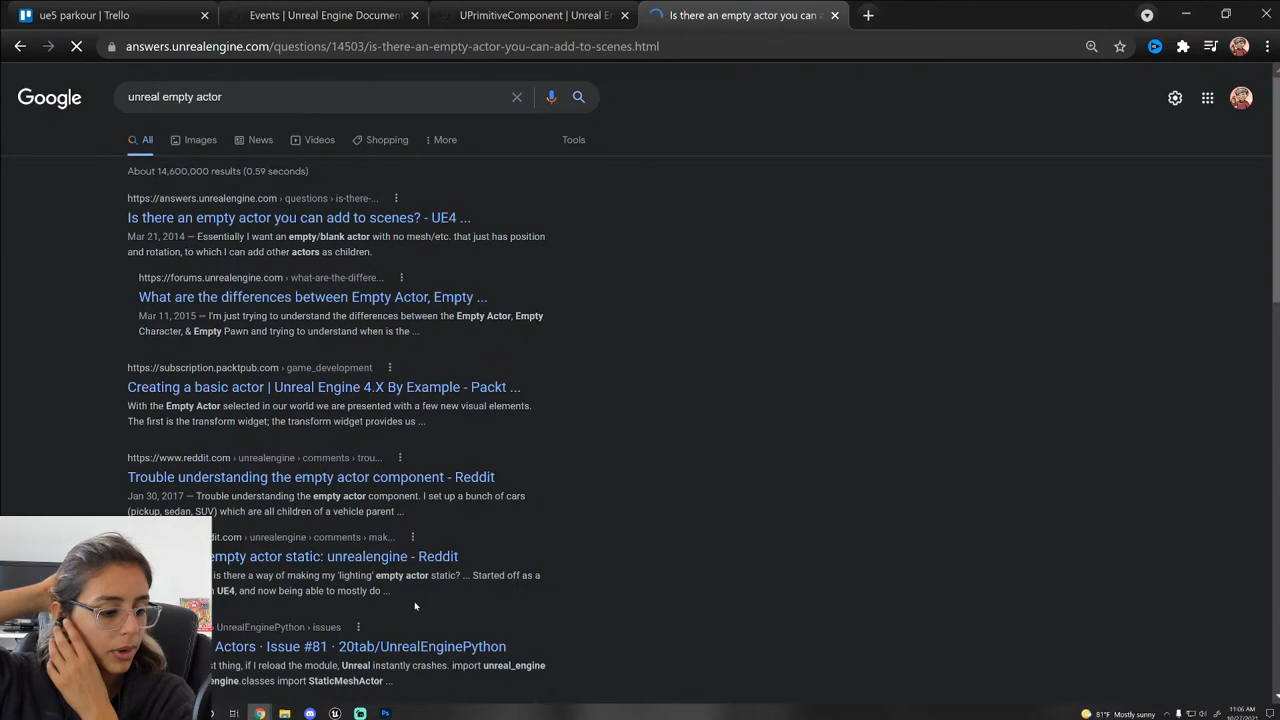 ue5 parkour | Trello
Events | Unreal Engine Documen
UPrimitiveComponent | Unreal E
Is there an empty actor you can a
answers.unrealengine.com/questions/14503/is-there-an-empty-actor-you-can-add-to-scenes.html
Google
unreal empty actor
All
Images
News
Videos
Shopping
More
Tools
About 14,600,000 results (0.59 seconds)
https://answers.unrealengine.com › questions › is-there-...
Is there an empty actor you can add to scenes? - UE4 ...
Mar 21, 2014 — Essentially I want an empty/blank actor with no mesh/etc. that just has position
and rotation, to which I can add other actors as children.
https://forums.unrealengine.com › what-are-the-differe...
What are the differences between Empty Actor, Empty ...
Mar 11, 2015 — I'm just trying to understand the differences between the Empty Actor, Empty
Character, & Empty Pawn and trying to understand when is the ...
https://subscription.packtpub.com › game_development
Creating a basic actor | Unreal Engine 4.X By Example - Packt ...
With the Empty Actor selected in our world we are presented with a few new visual elements.
The first is the transform widget; the transform widget provides us ...
https://www.reddit.com › unrealengine › comments › trou...
Trouble understanding the empty actor component - Reddit
Jan 30, 2017 — Trouble understanding the empty actor component. I set up a bunch of cars
(pickup, sedan, SUV) which are all children of a vehicle parent ...
dit.com › unrealengine › comments › mak...
empty actor static: unrealengine - Reddit
is there a way of making my 'lighting' empty actor static? ... Started off as a
UE4, and now being able to mostly do ...
UnrealEnginePython › issues
Actors · Issue #81 · 20tab/UnrealEnginePython
st thing, if I reload the module, Unreal instantly crashes. import unreal_engine
engine.classes import StaticMeshActor ...
81°F Mostly sunny
11:06 AM
10/27/2021